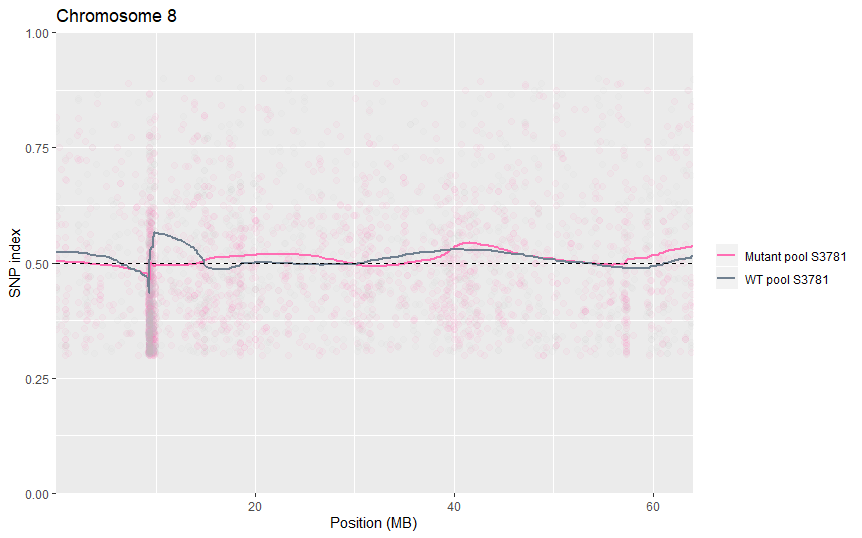 Chromosome 8
1.00
0.75
0.50
0.25
0.00
SNP index
20 40 60
Position (MB)
Mutant pool S3781
WT pool S3781